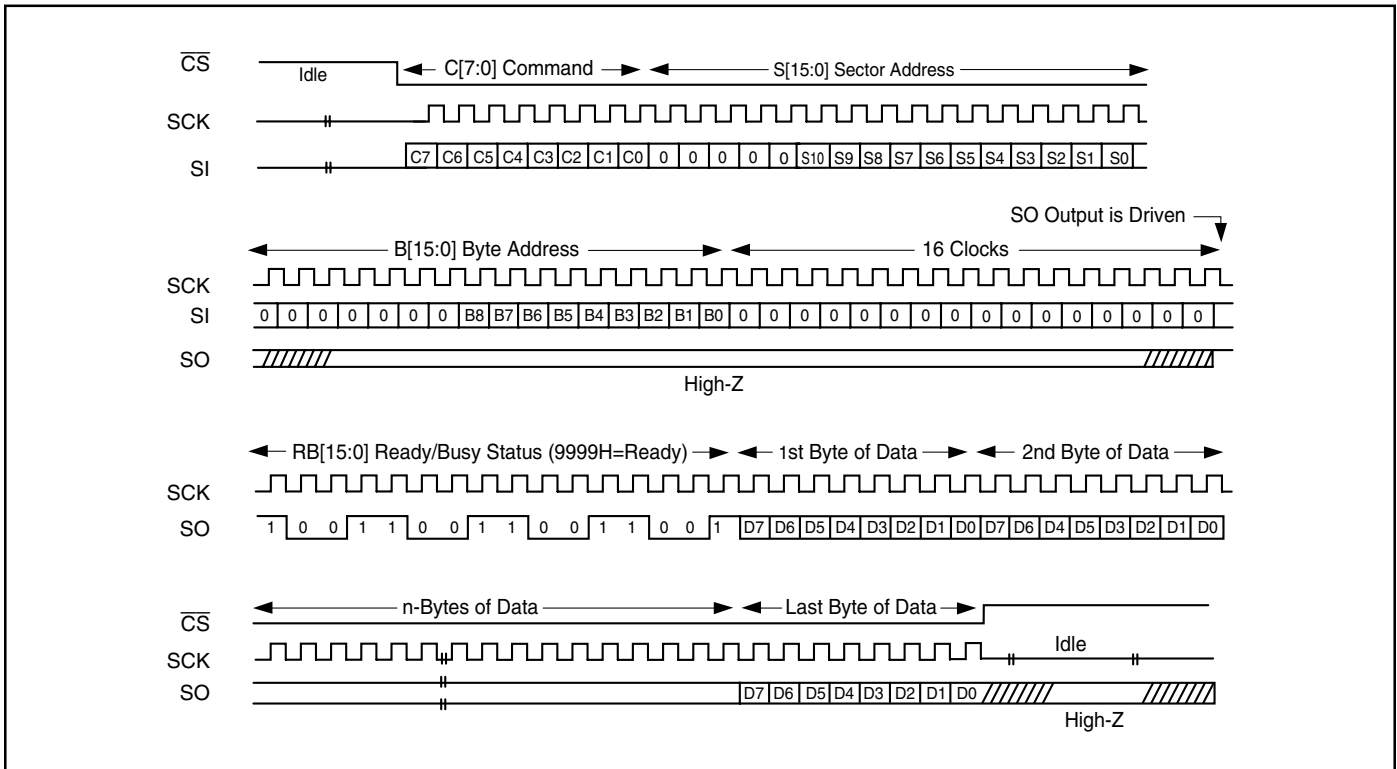 CS
Idle
C[7:0] Command
S[15:0] Sector Address
SCK
SI
C7 C6 C5 C4 C3 C2 C1 C0 0 0 0 0 0 S10 S9 S8 S7 S6 S5 S4 S3 S2 S1 S0
SO Output is Driven
B[15:0] Byte Address
16 Clocks
SCK
SI
0 0 0 0 0 0 0 B8 B7 B6 B5 B4 B3 B2 B1 B0 0 0 0 0 0 0 0 0 0 0 0 0 0 0 0 0
SO
High-Z
RB[15:0] Ready/Busy Status (9999H=Ready)
1st Byte of Data
2nd Byte of Data
SCK
SO
1 0 0 1 1 0 0 1 1 0 0 1 1 0 0 1 D7 D6 D5 D4 D3 D2 D1 D0 D7 D6 D4 D5 D3 D2 D1 D0
n-Bytes of Data
Last Byte of Data
CS
SCK
Idle
SO
D7 D6 D5 D4 D3 D2 D1 D0
High-Z